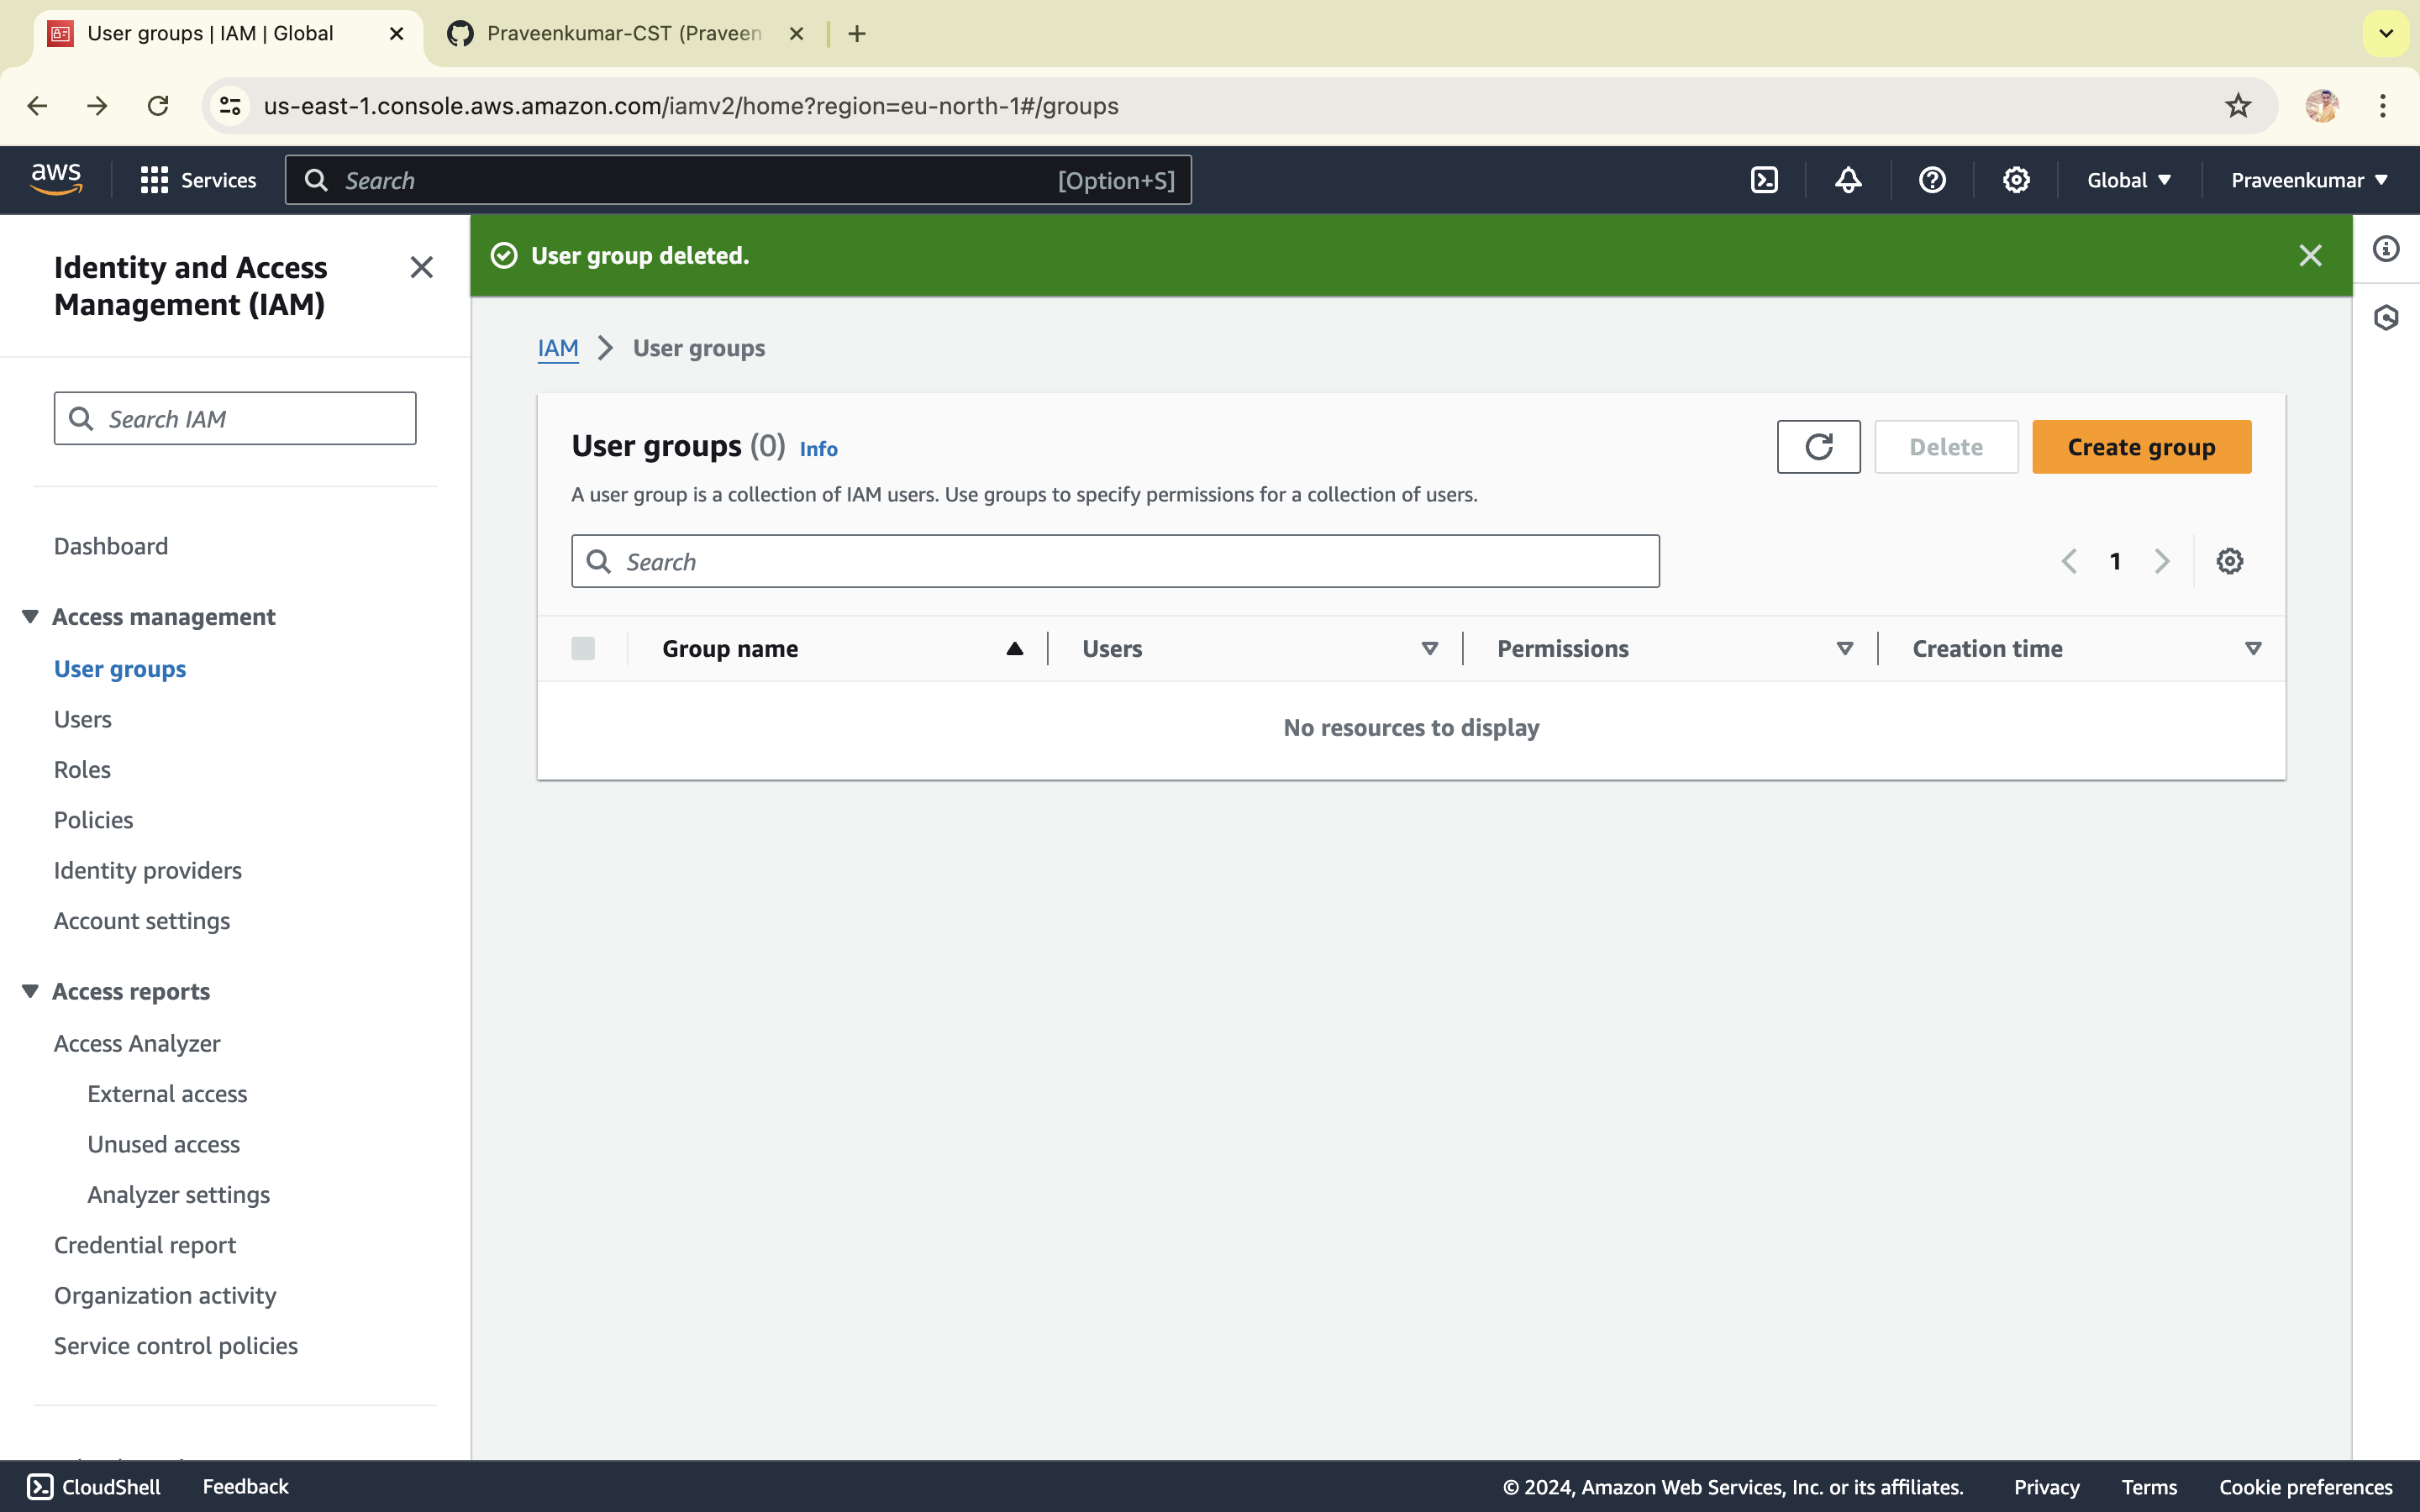 User groups | IAM | Global
Praveenkumar-CST (Praveen
us-east-1.console.aws.amazon.com/iamv2/home?region=eu-north-1#/groups
aws
Services
Search
[Option+S]
Global
Praveenkumar
Identity and Access
Management (IAM)
Search IAM
Dashboard
Access management
User groups
Users
Roles
Policies
Identity providers
Account settings
Access reports
Access Analyzer
External access
Unused access
Analyzer settings
Credential report
Organization activity
Service control policies
User group deleted.
IAM > User groups
User groups (0) Info
Delete
Create group
A user group is a collection of IAM users. Use groups to specify permissions for a collection of users.
Search
1
Group name
Users
Permissions
Creation time
No resources to display
CloudShell
Feedback
© 2024, Amazon Web Services, Inc. or its affiliates.
Privacy
Terms
Cookie preferences